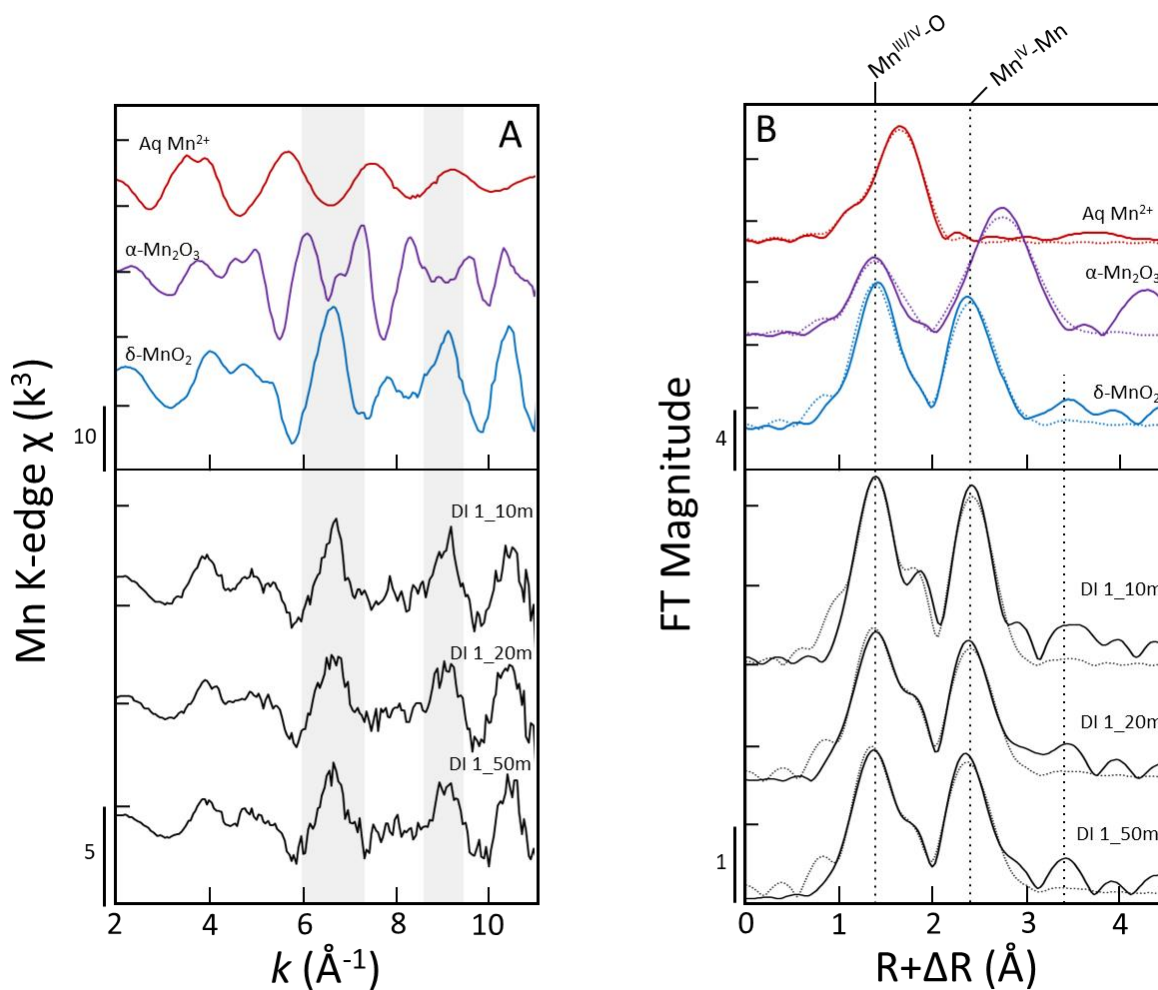 Mn^III/IV-O
Mn^IV-Mn
A
Aq Mn²⁺
α-Mn₂O₃
δ-MnO₂
10
DI 1_10m
DI 1_20m
DI 1_50m
5
Mn K-edge χ (k³)
2 4 6 8 10
k (Å⁻¹)
B
Aq Mn²⁺
α-Mn₂O₃
δ-MnO₂
4
DI 1_10m
DI 1_20m
DI 1_50m
1
FT Magnitude
0 1 2 3 4
R+ΔR (Å)